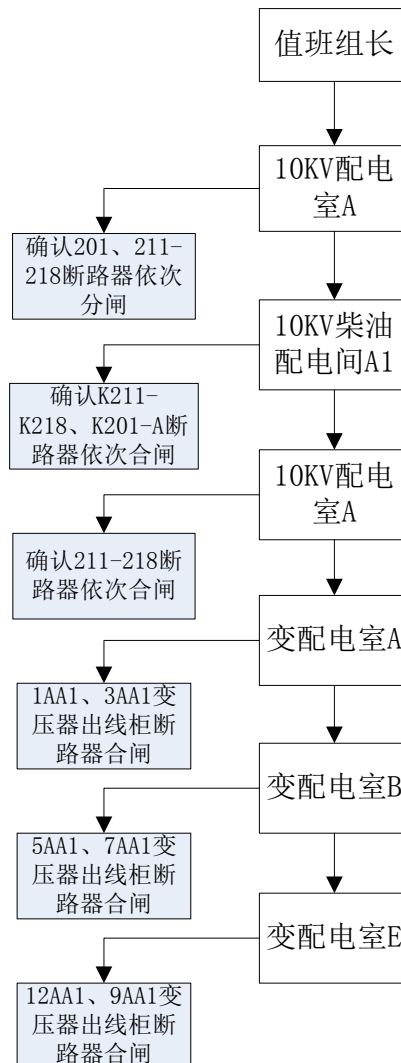 值班组长
10KV配电
室A
确认201、211-
218断路器依次
分闸
10KV柴油
配电间A1
确认K211-
K218、K201-A断
路器依次合闸
10KV配电
室A
确认211-218断
路器依次合闸
变配电室A
1AA1、3AA1变
压器出线柜断
路器合闸
变配电室B
5AA1、7AA1变
压器出线柜断
路器合闸
变配电室E
12AA1、9AA1变
压器出线柜断
路器合闸